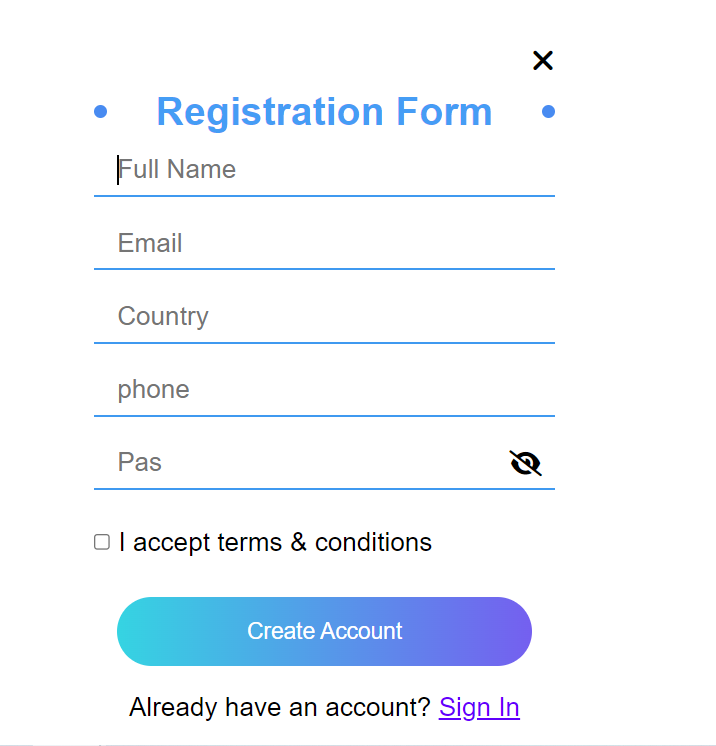 Registration Form
Full Name
Email
Country
phone
Pas
I accept terms & conditions
Create Account
Already have an account? Sign In